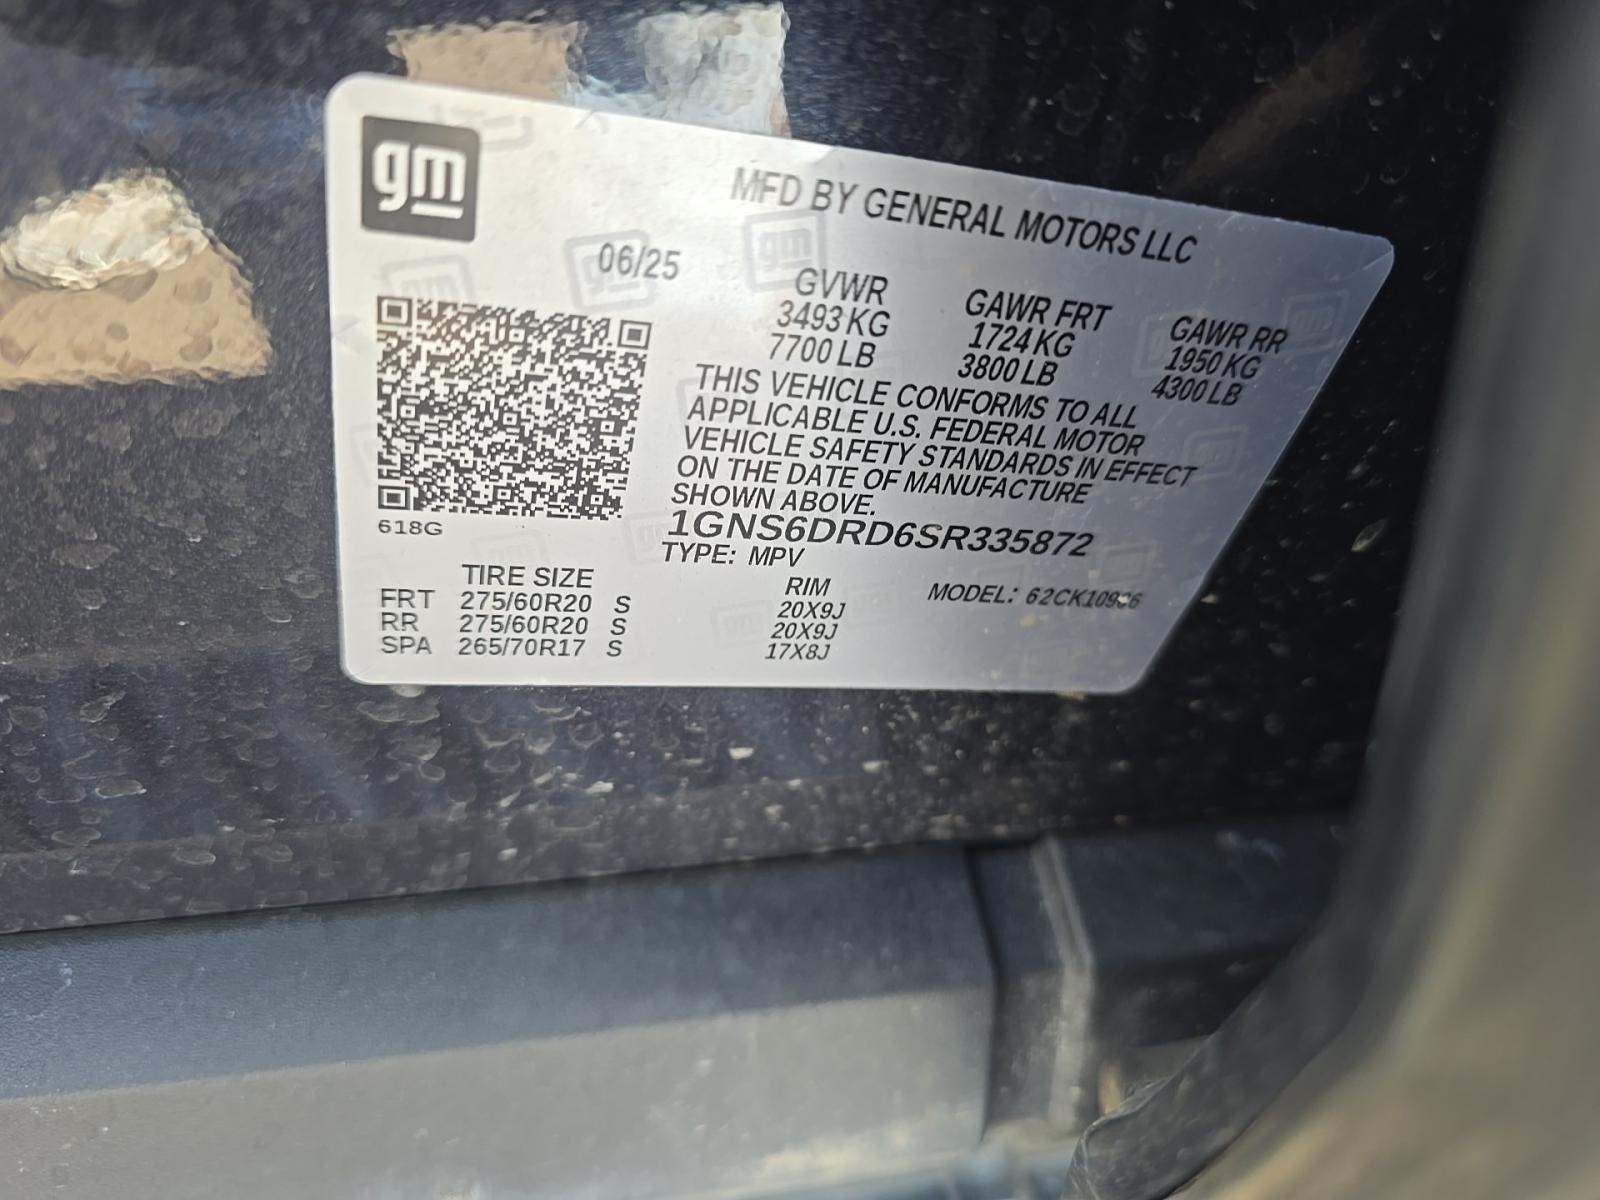 gm
MFD BY GENERAL MOTORS LLC
06/25
GVWR GAWR FRT GAWR RR
3493 KG 1724 KG 1950 KG
7700 LB 3800 LB 4300 LB
THIS VEHICLE CONFORMS TO ALL
APPLICABLE U.S. FEDERAL MOTOR
VEHICLE SAFETY STANDARDS IN EFFECT
ON THE DATE OF MANUFACTURE
SHOWN ABOVE.
618G
1GNS6DRD6SR335872
TYPE: MPV
TIRE SIZE RIM MODEL:
FRT 275/60R20 S 20X9J
RR 275/60R20 S 20X9J
SPA 265/70R17 S 17X8J